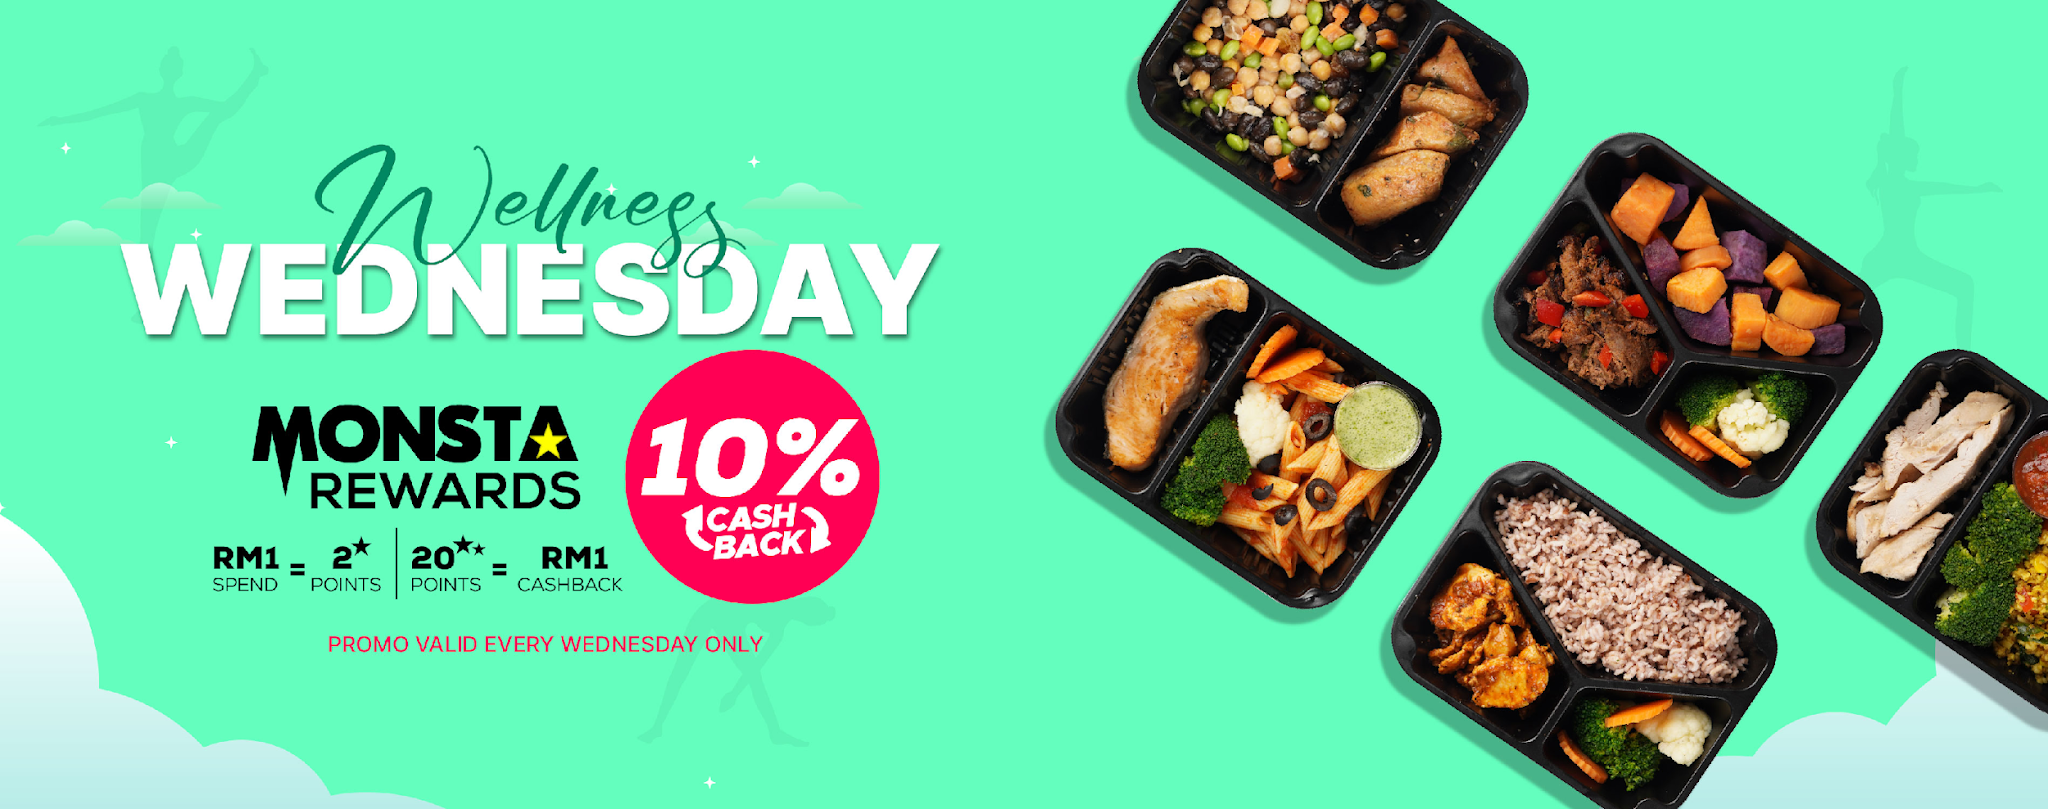 Wellness
WEDNESDAY
MONSTA
REWARDS
10%
CASH
BACK
RM1 = 2 | 20 = RM1
SPEND POINTS POINTS CASHBACK
PROMO VALID EVERY WEDNESDAY ONLY